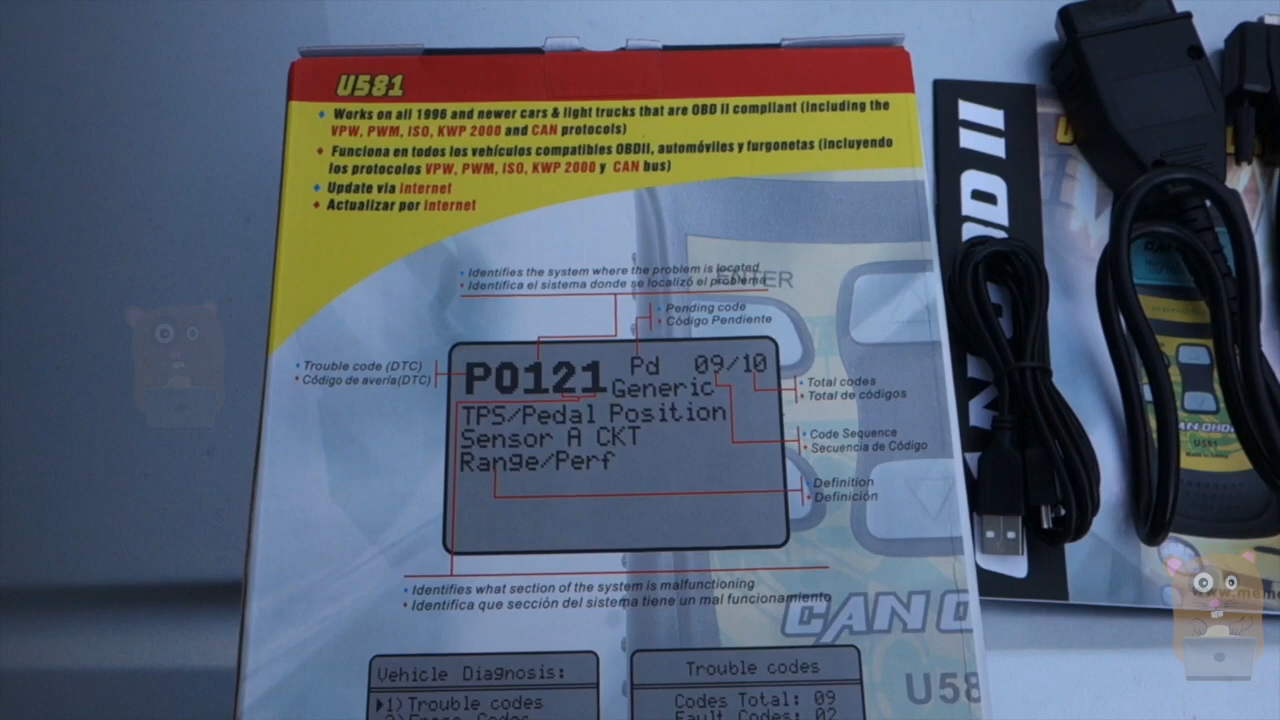 U581
Works on all 1996 and newer cars & light trucks that are OBD II compliant (including the
VPW, PWM, ISO, KWP 2000 and CAN protocols)
Funciona en todos los vehículos compatibles OBDII, automóviles y furgonetas (incluyendo
los protocolos VPW, PWM, ISO, KWP 2000 y CAN bus)
Update via internet
Actualizar por internet
Identifies the system where the problem is located
Identifica el sistema donde se localizó el problema
ENTER
Pending code
Código Pendiente
Trouble code (DTC)
Código de avería(DTC)
P0121 Pd 09/10
Generic
TPS/Pedal Position
Sensor A CKT
Range/Perf
Total codes
Total de códigos
Code Sequence
Secuencia de Código
Definition
Definición
Identifies what section of the system is malfunctioning
Identifica que sección del sistema tiene un mal funcionamiento
CAN O
U58
Vehicle Diagnosis:
1) Trouble codes
Trouble codes
Codes Total: 09
Fault Codes: 02
U581